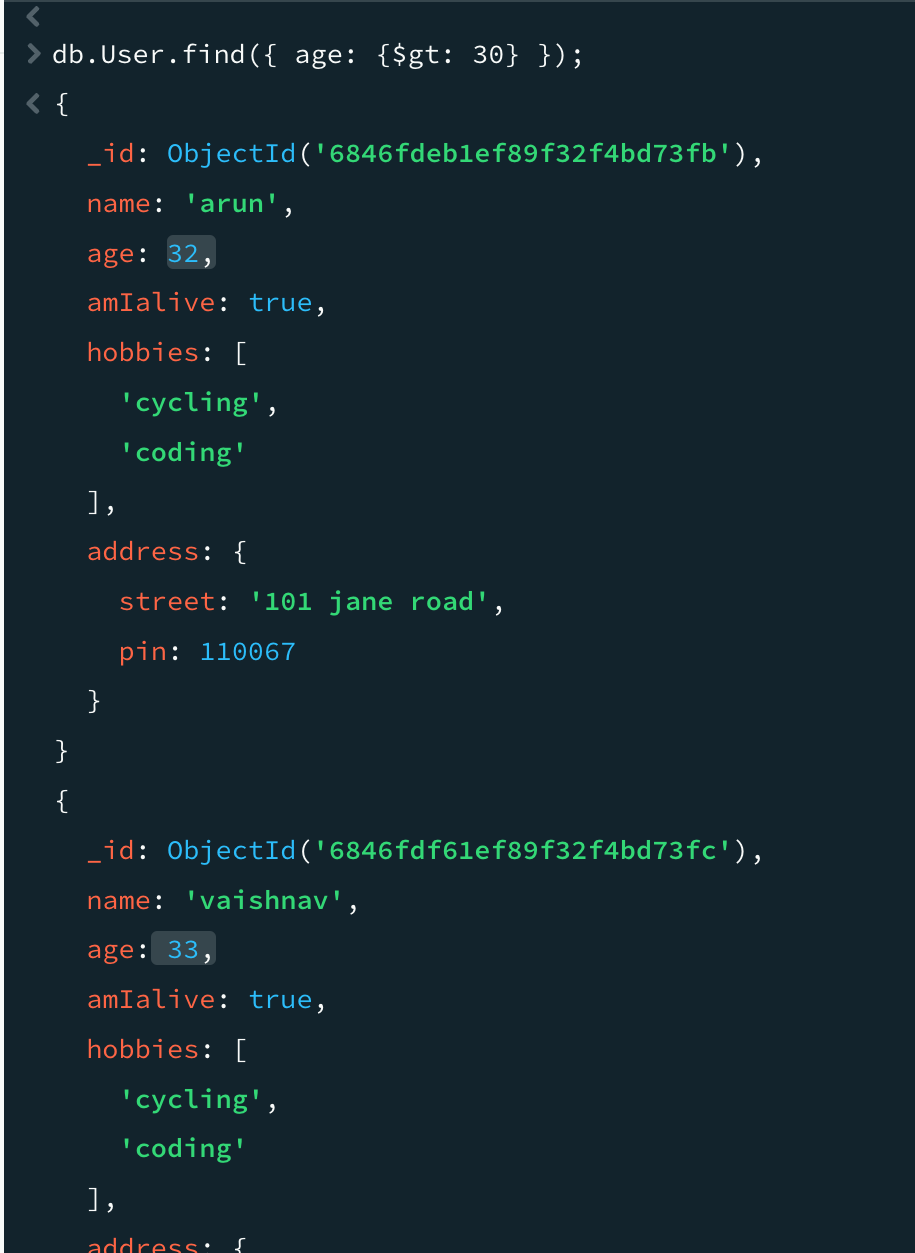 db.User.find({ age: {$gt: 30} });
{
_id: ObjectId('6846fdeb1ef89f32f4bd73fb'),
name: 'arun',
age: 32,
amIalive: true,
hobbies: [
'cycling',
'coding'
],
address: {
street: '101 jane road',
pin: 110067
}
}
{
_id: ObjectId('6846fdf61ef89f32f4bd73fc'),
name: 'vaishnav',
age: 33,
amIalive: true,
hobbies: [
'cycling',
'coding'
],
address: {